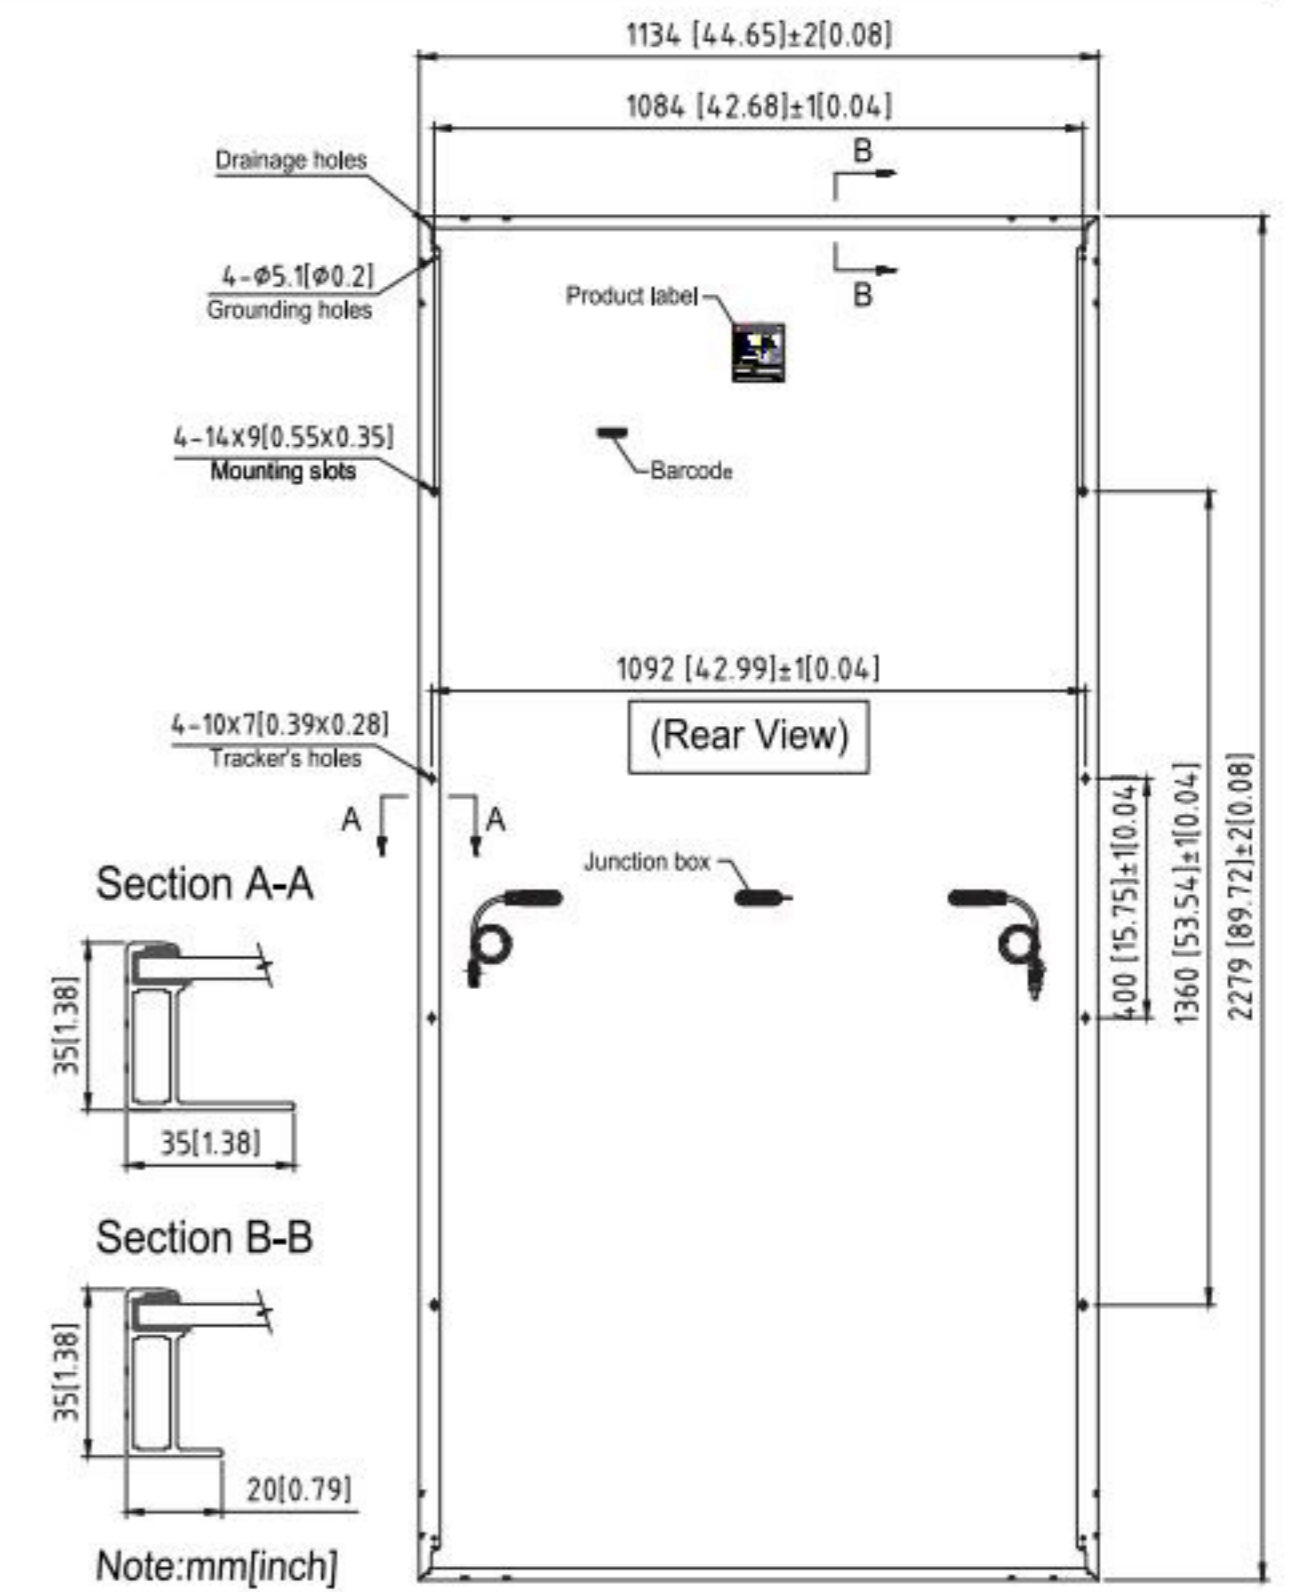 1134 [44.65]±2[0.08]
1084 [42.68]±1[0.04]
B
Drainage holes
4-Φ5.1[Φ0.2]
Grounding holes
B
Product label
4-14X9[0.55X0.35]
Mounting slots
Barcode
1092 [42.99]±1[0.04]
4-10X7[0.39X0.28]
Tracker's holes
(Rear View)
A
A
400 [15.75]±1[0.04]
1360 [53.54]±1[0.04]
2279 [89.72]±2[0.08]
Junction box
Section A-A
35[1.38]
35[1.38]
Section B-B
35[1.38]
20[0.79]
Note:mm[inch]